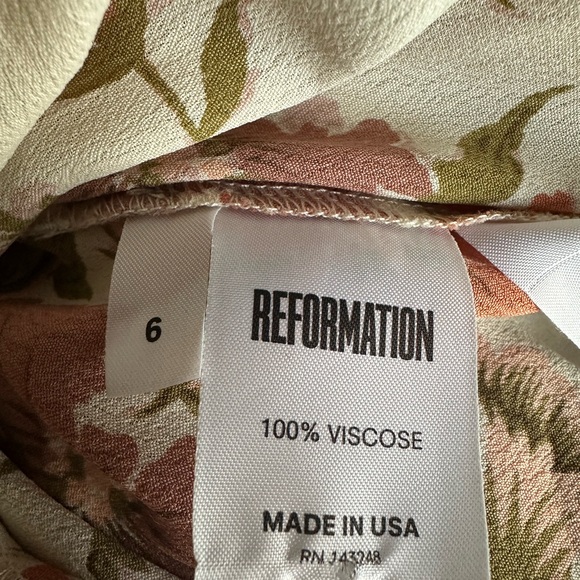 6
REFORMATION
100% VISCOSE
MADE IN USA
RN 143248